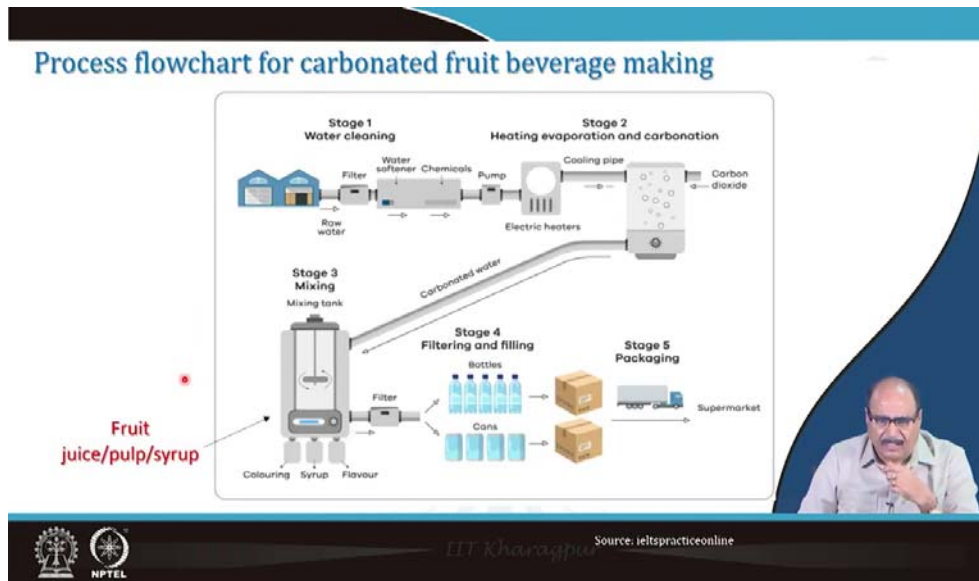 Process flowchart for carbonated fruit beverage making
Stage 1
Water cleaning
Stage 2
Heating evaporation and carbonation
Water
softener
Filter
Chemicals
Pump
Cooling pipe
Carbon
dioxide
Raw
water
Electric heaters
Carbonated water
Stage 3
Mixing
Mixing tank
Stage 4
Filtering and filling
Stage 5
Packaging
Bottles
Filter
Supermarket
Cans
Fruit
juice/pulp/syrup
Colouring Syrup Flavour
NPTEL
IIT Kharagpur
Source: ieltspracticeonline